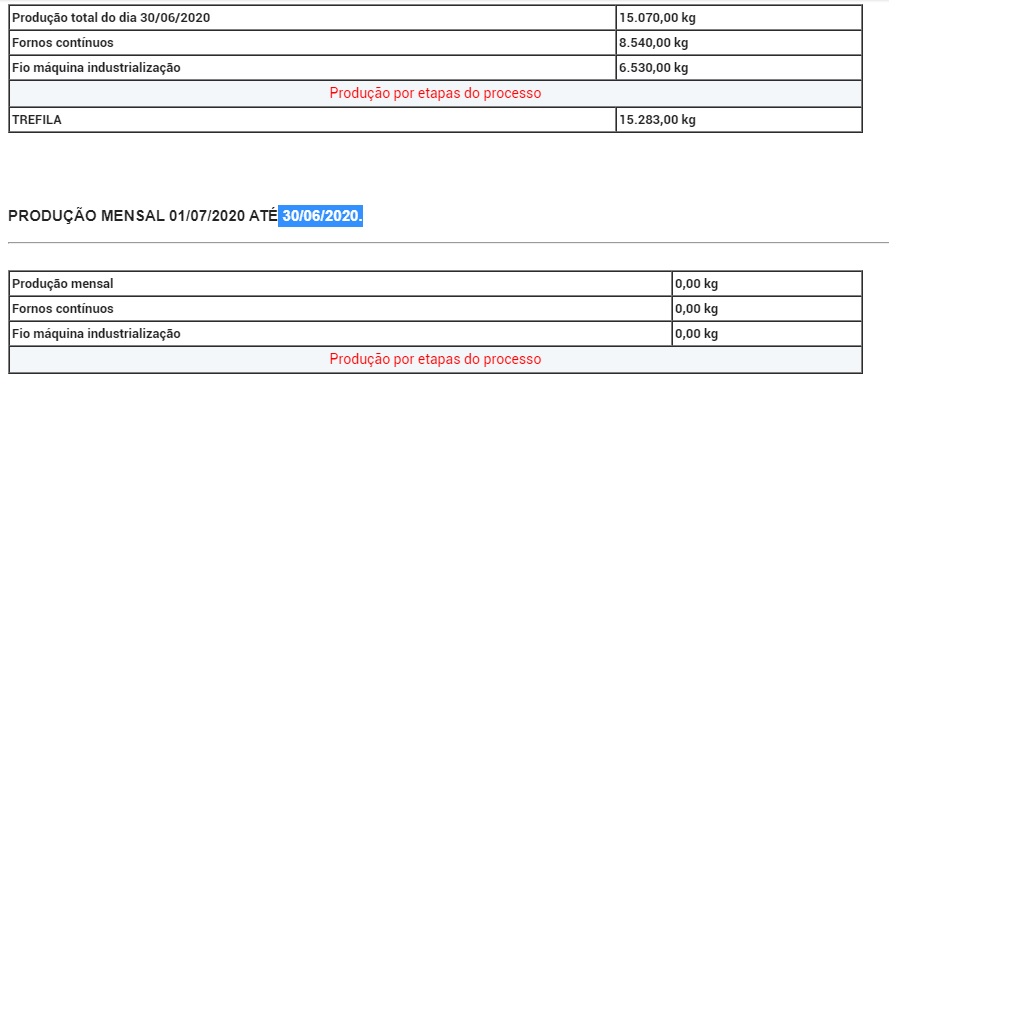 Produção total do dia 30/06/2020 15.070,00 kg
Fornos contínuos 8.540,00 kg
Fio máquina industrialização 6.530,00 kg
Produção por etapas do processo
TREFILA 15.283,00 kg
PRODUÇÃO MENSAL 01/07/2020 ATÉ 30/06/2020.
Produção mensal 0,00 kg
Fornos contínuos 0,00 kg
Fio máquina industrialização 0,00 kg
Produção por etapas do processo